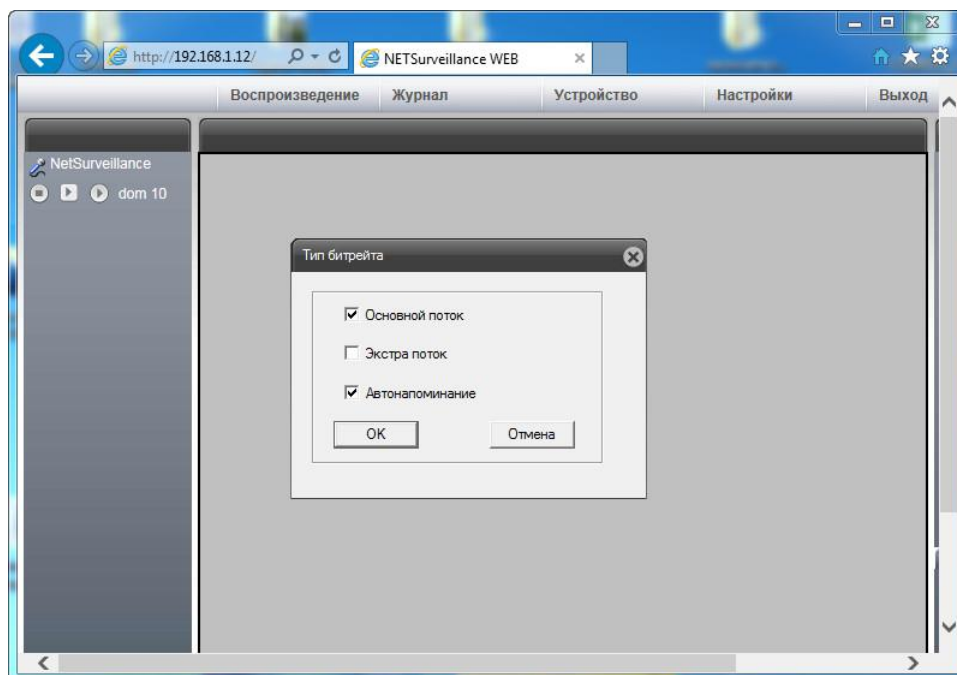 http://192.168.1.12/
NETSurveillance WEB
Воспроизведение Журнал Устройство Настройки Выход
NetSurveillance
dom 10
Тип битрейта
Основной поток
Экстра поток
Автонапоминание
OK Отмена